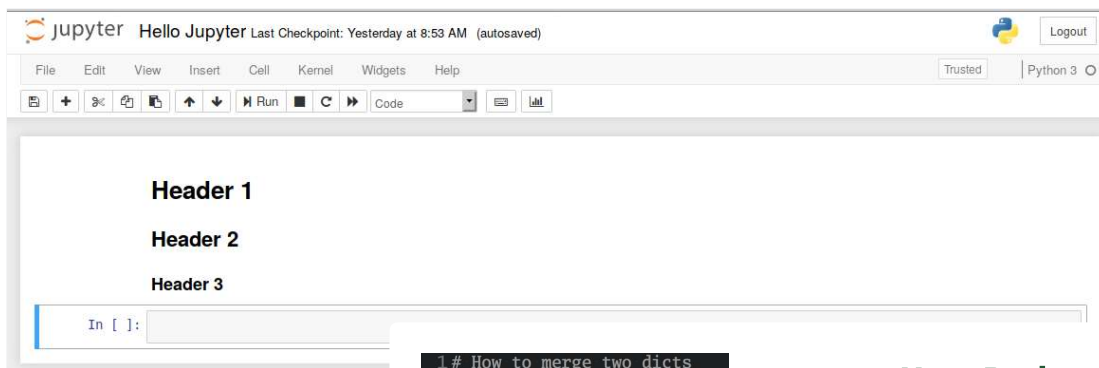 jupyter Hello Jupyter Last Checkpoint: Yesterday at 8:53 AM (autosaved)
Logout
File Edit View Insert Cell Kernel Widgets Help
Trusted Python 3
Run Code
Header 1
Header 2
Header 3
In [ ]:
1 # How to merge two dicts